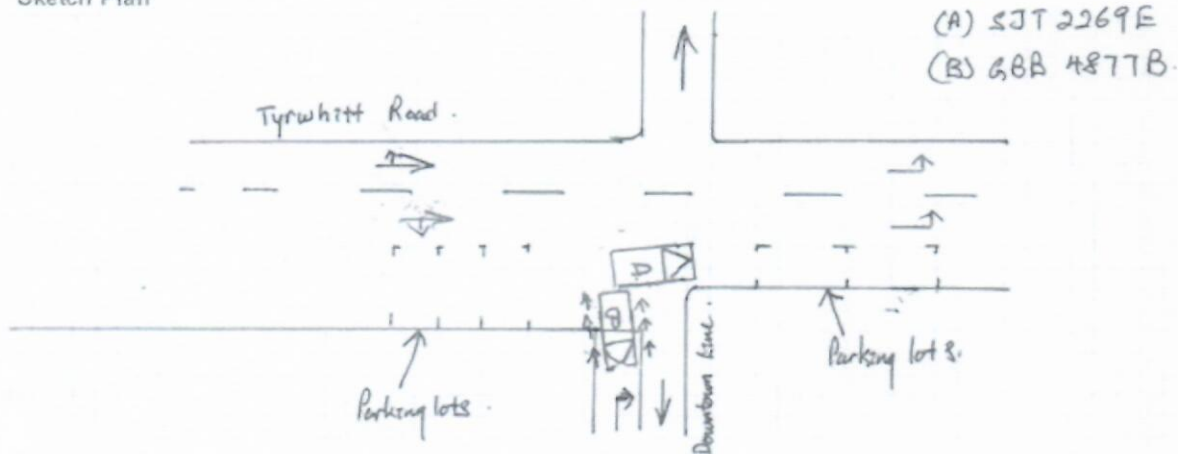 Sketch Plan
(A) SJT 2269E
(B) GBB 4877B.
Tyrwhitt Road.
A
B
Downtown Line.
Parking lots.
Parking lots.